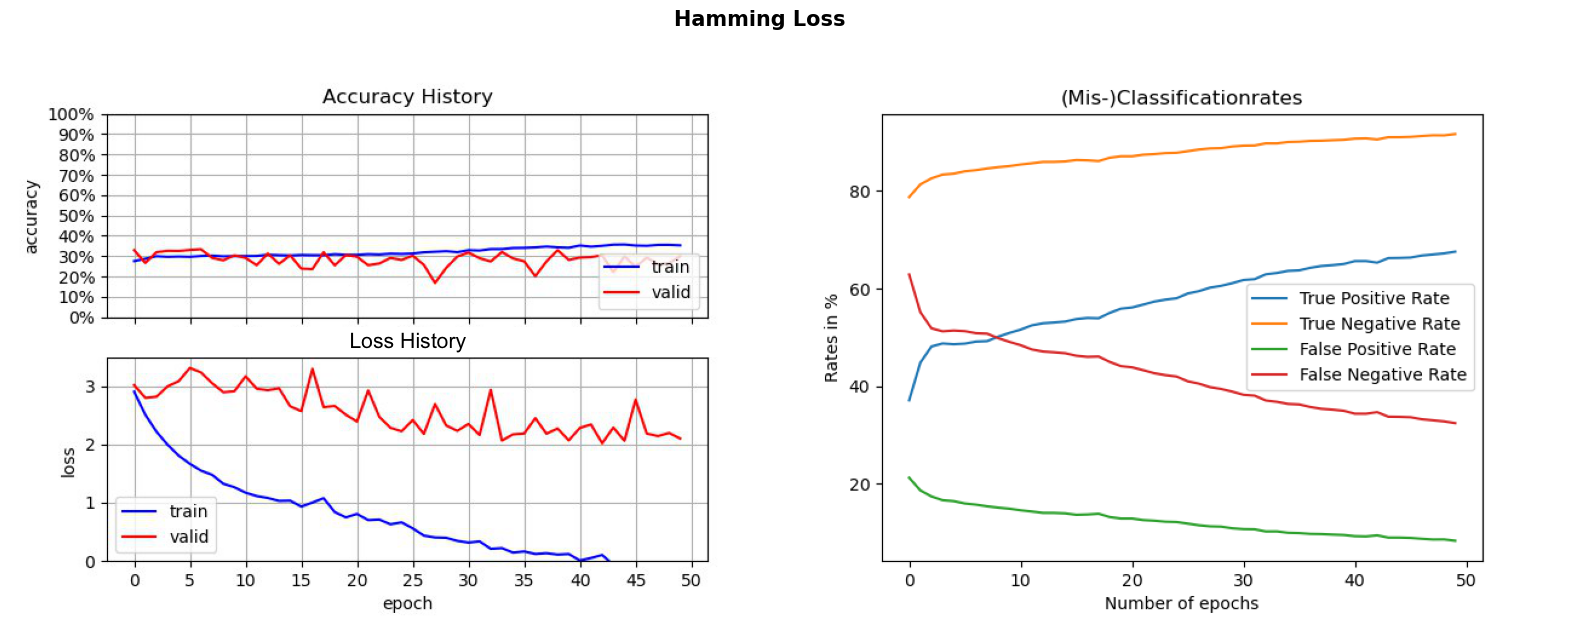 Hamming Loss
Accuracy History
100%
90%
80%
70%
60%
50%
40%
30%
20%
10%
0%
accuracy
train
valid
Loss History
3
2
1
0
loss
train
valid
0 5 10 15 20 25 30 35 40 45 50
epoch
(Mis-)Classificationrates
80
60
40
20
Rates in %
True Positive Rate
True Negative Rate
False Positive Rate
False Negative Rate
0 10 20 30 40 50
Number of epochs